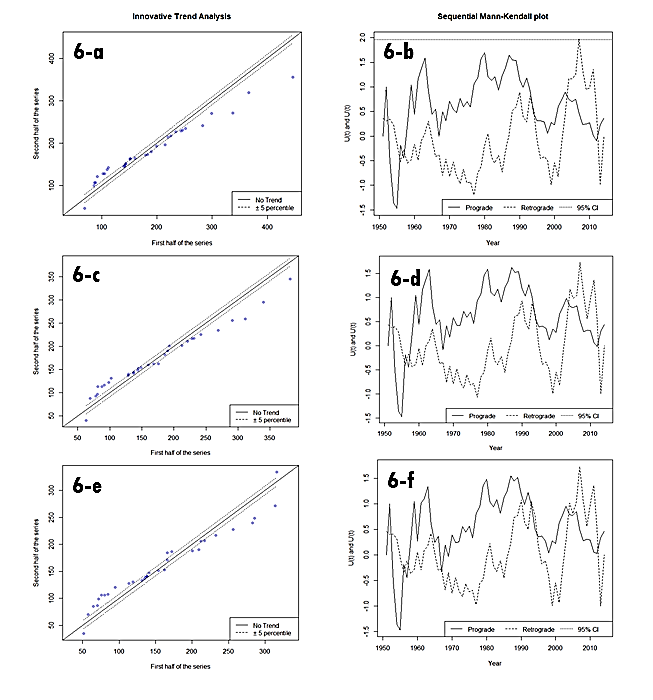 Innovative Trend Analysis
Sequential Mann-Kendall plot
6-a
Second half of the series
400
300
200
100
No Trend
± 5 percentile
100 200 300 400
First half of the series
6-b
U(t) and U'(t)
2.0
1.5
1.0
0.5
0.0
-0.5
-1.0
-1.5
Prograde Retrograde 95% CI
1950 1960 1970 1980 1990 2000 2010
Year
6-c
Second half of the series
350
300
250
200
150
100
50
No Trend
± 5 percentile
50 100 150 200 250 300 350
First half of the series
6-d
U(t) and U'(t)
1.5
1.0
0.5
0.0
-0.5
-1.0
-1.5
Prograde Retrograde 95% CI
1950 1960 1970 1980 1990 2000 2010
Year
6-e
Second half of the series
300
250
200
150
100
50
No Trend
± 5 percentile
50 100 150 200 250 300
First half of the series
6-f
U(t) and U'(t)
1.5
1.0
0.5
0.0
-0.5
-1.0
-1.5
Prograde Retrograde 95% CI
1950 1960 1970 1980 1990 2000 2010
Year